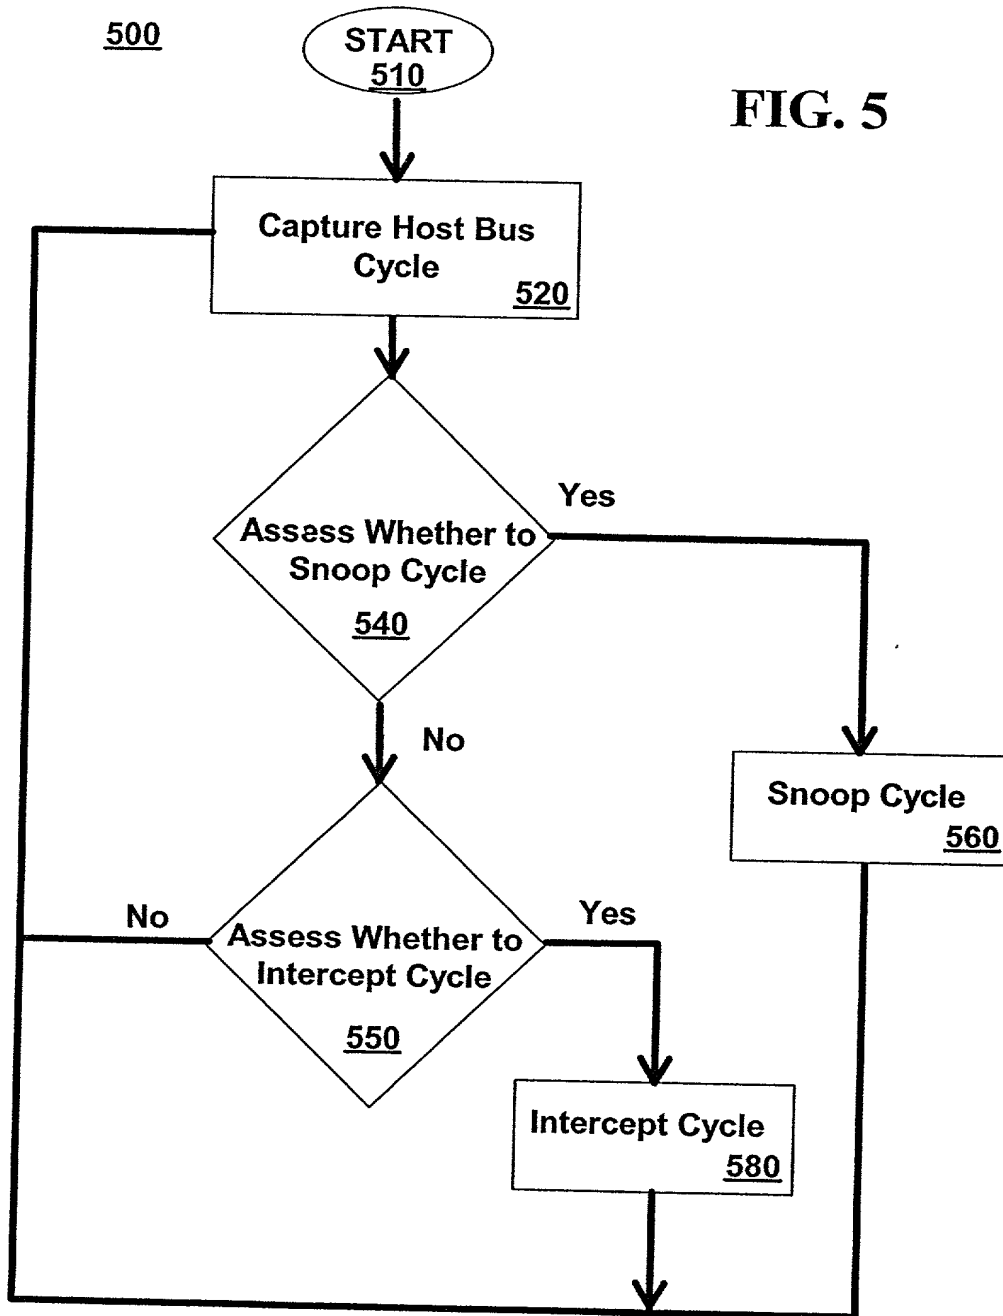 500
START
510
FIG. 5
Capture Host Bus
Cycle
520
Yes
Assess Whether to
Snoop Cycle
540
No
Snoop Cycle
560
No
Yes
Assess Whether to
Intercept Cycle
550
Intercept Cycle
580